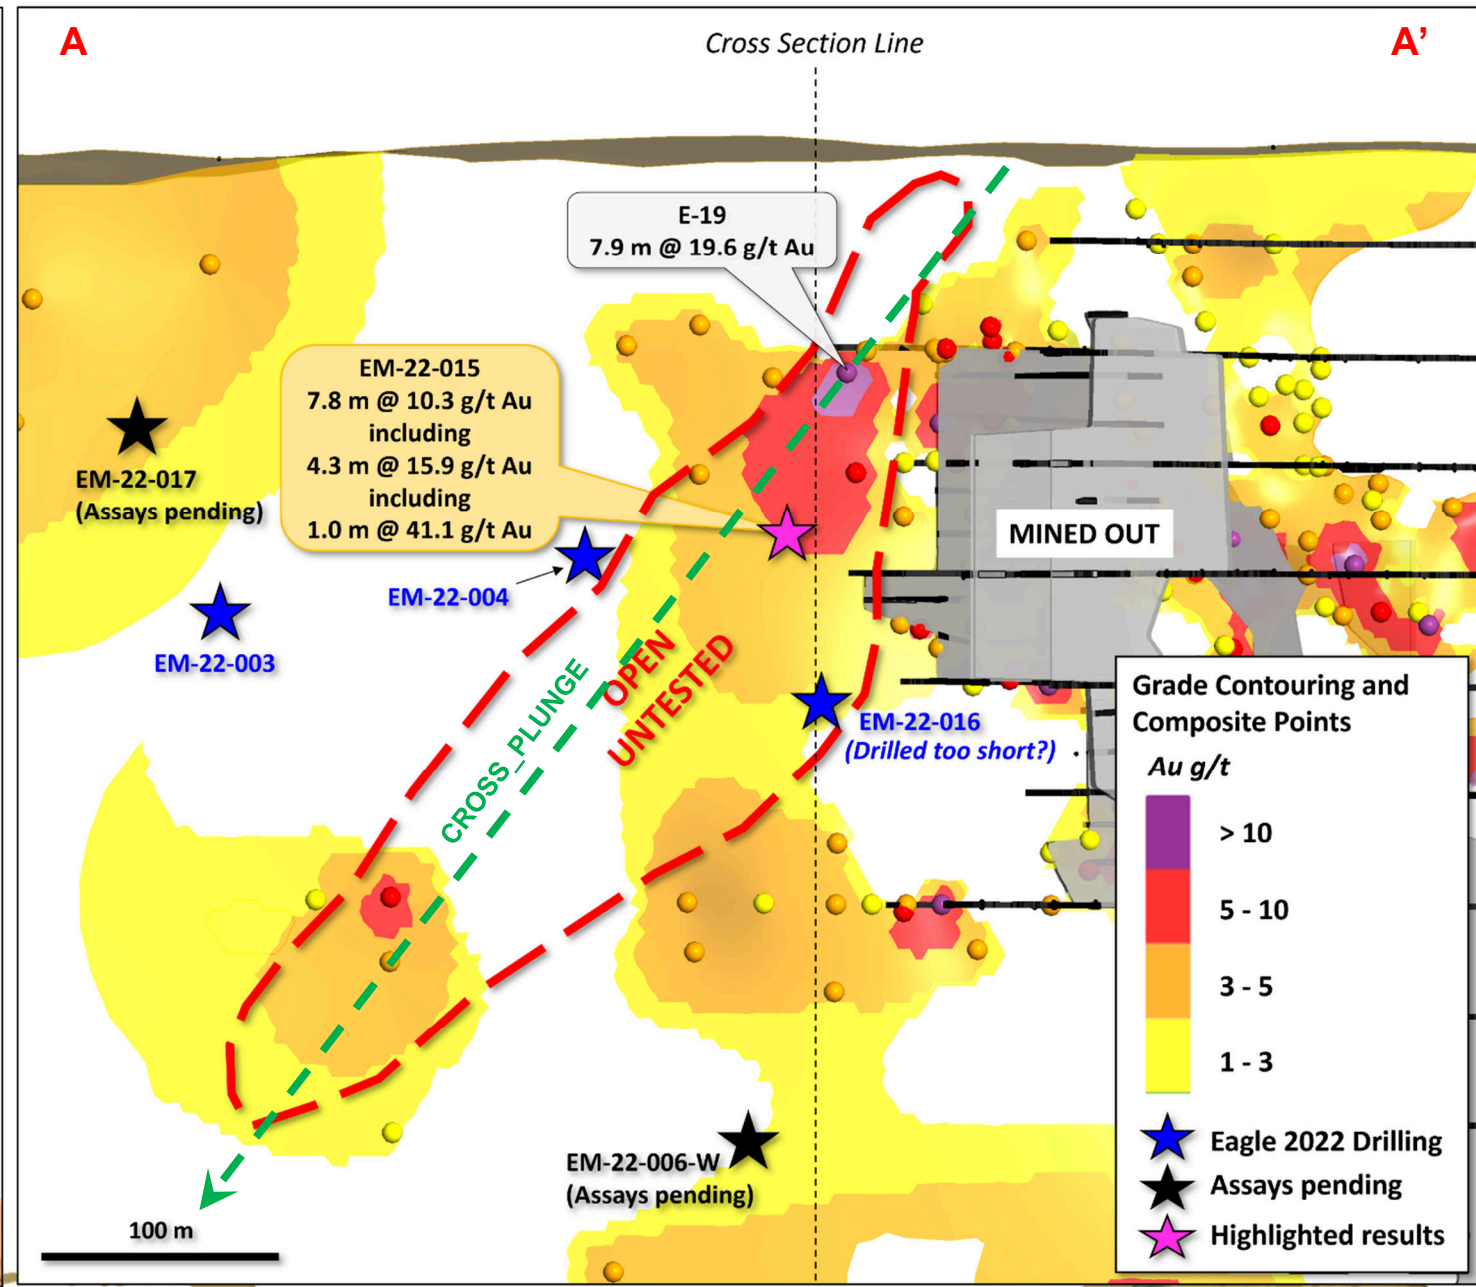 A
Cross Section Line
A’
E-19
7.9 m @ 19.6 g/t Au
EM-22-015
7.8 m @ 10.3 g/t Au
including
4.3 m @ 15.9 g/t Au
including
1.0 m @ 41.1 g/t Au
EM-22-017
(Assays pending)
MINED OUT
EM-22-004
EM-22-003
CROSS_PLUNGE
OPEN
UNTESTED
EM-22-016
(Drilled too short?)
EM-22-006-W
(Assays pending)
100 m
Grade Contouring and
Composite Points
Au g/t
> 10
5 - 10
3 - 5
1 - 3
Eagle 2022 Drilling
Assays pending
Highlighted results